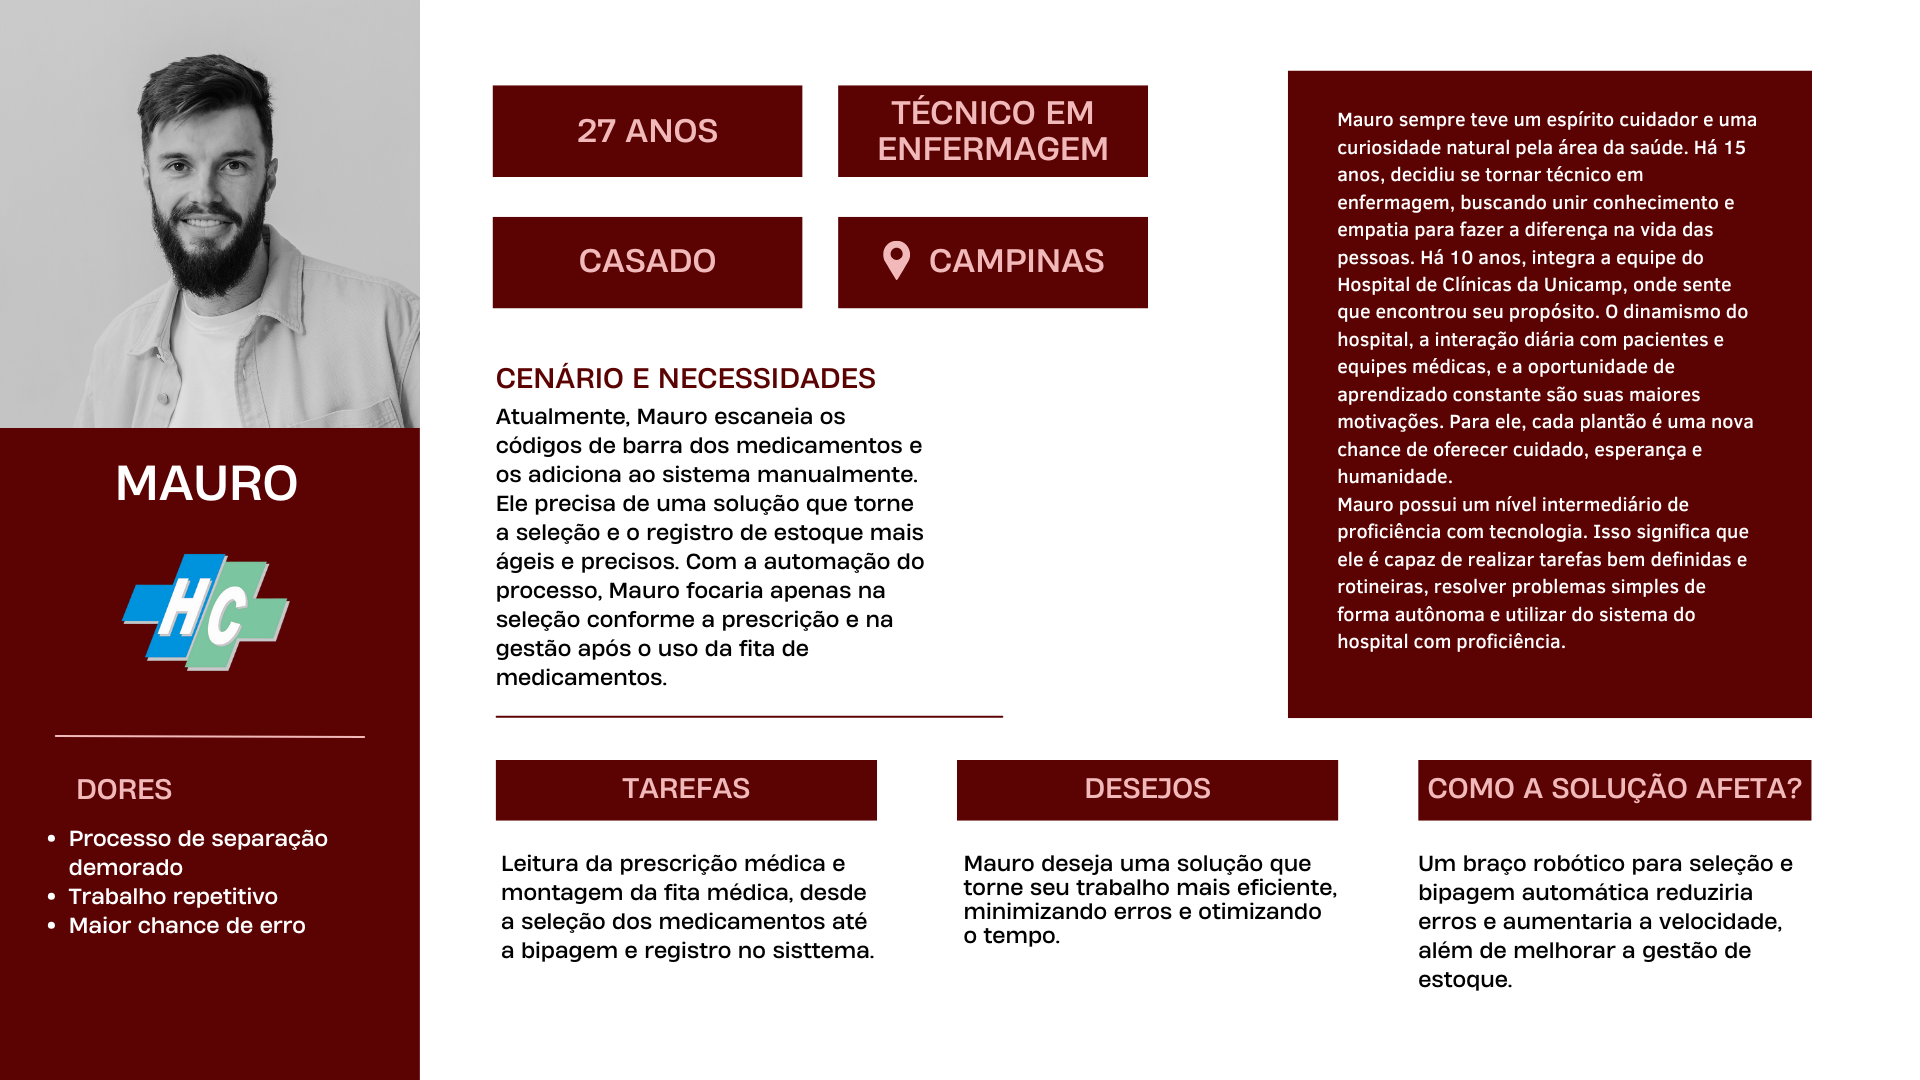 MAURO
HC
DORES
Processo de separação
demorado
Trabalho repetitivo
Maior chance de erro
27 ANOS
TÉCNICO EM
ENFERMAGEM
CASADO
CAMPINAS
CENÁRIO E NECESSIDADES
Atualmente, Mauro escaneia os
códigos de barra dos medicamentos e
os adiciona ao sistema manualmente.
Ele precisa de uma solução que torne
a seleção e o registro de estoque mais
ágeis e precisos. Com a automação do
processo, Mauro focaria apenas na
seleção conforme a prescrição e na
gestão após o uso da fita de
medicamentos.
Mauro sempre teve um espírito cuidador e uma
curiosidade natural pela área da saúde. Há 15
anos, decidiu se tornar técnico em
enfermagem, buscando unir conhecimento e
empatia para fazer a diferença na vida das
pessoas. Há 10 anos, integra a equipe do
Hospital de Clínicas da Unicamp, onde sente
que encontrou seu propósito. O dinamismo do
hospital, a interação diária com pacientes e
equipes médicas, e a oportunidade de
aprendizado constante são suas maiores
motivações. Para ele, cada plantão é uma nova
chance de oferecer cuidado, esperança e
humanidade.
Mauro possui um nível intermediário de
proficiência com tecnologia. Isso significa que
ele é capaz de realizar tarefas bem definidas e
rotineiras, resolver problemas simples de
forma autônoma e utilizar do sistema do
hospital com proficiência.
TAREFAS
Leitura da prescrição médica e
montagem da fita médica, desde
a seleção dos medicamentos até
a bipagem e registro no sisttema.
DESEJOS
Mauro deseja uma solução que
torne seu trabalho mais eficiente,
minimizando erros e otimizando
o tempo.
COMO A SOLUÇÃO AFETA?
Um braço robótico para seleção e
bipagem automática reduziria
erros e aumentaria a velocidade,
além de melhorar a gestão de
estoque.